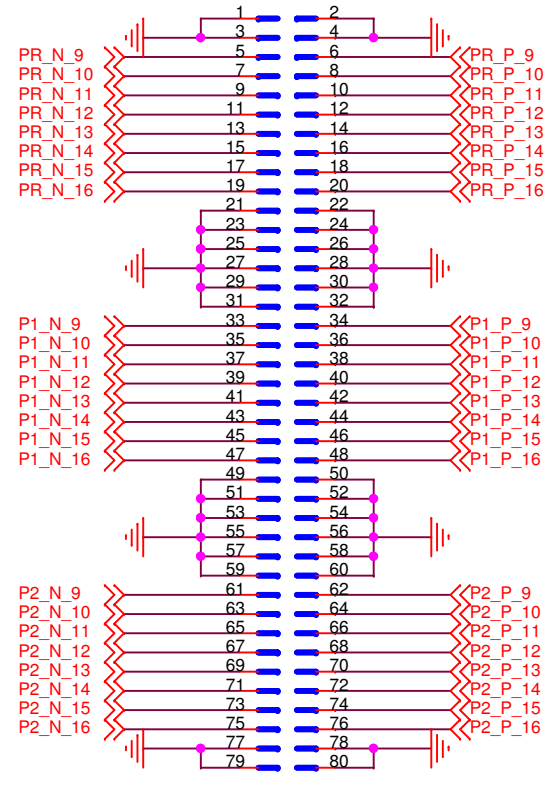 1 2
3 4
PR_N_9 5 6 PR_P_9
PR_N_10 7 8 PR_P_10
PR_N_11 9 10 PR_P_11
PR_N_12 11 12 PR_P_12
PR_N_13 13 14 PR_P_13
PR_N_14 15 16 PR_P_14
PR_N_15 17 18 PR_P_15
PR_N_16 19 20 PR_P_16
21 22
23 24
25 26
27 28
29 30
31 32
P1_N_9 33 34 P1_P_9
P1_N_10 35 36 P1_P_10
P1_N_11 37 38 P1_P_11
P1_N_12 39 40 P1_P_12
P1_N_13 41 42 P1_P_13
P1_N_14 43 44 P1_P_14
P1_N_15 45 46 P1_P_15
P1_N_16 47 48 P1_P_16
49 50
51 52
53 54
55 56
57 58
59 60
P2_N_9 61 62 P2_P_9
P2_N_10 63 64 P2_P_10
P2_N_11 65 66 P2_P_11
P2_N_12 67 68 P2_P_12
P2_N_13 69 70 P2_P_13
P2_N_14 71 72 P2_P_14
P2_N_15 73 74 P2_P_15
P2_N_16 75 76 P2_P_16
77 78
79 80